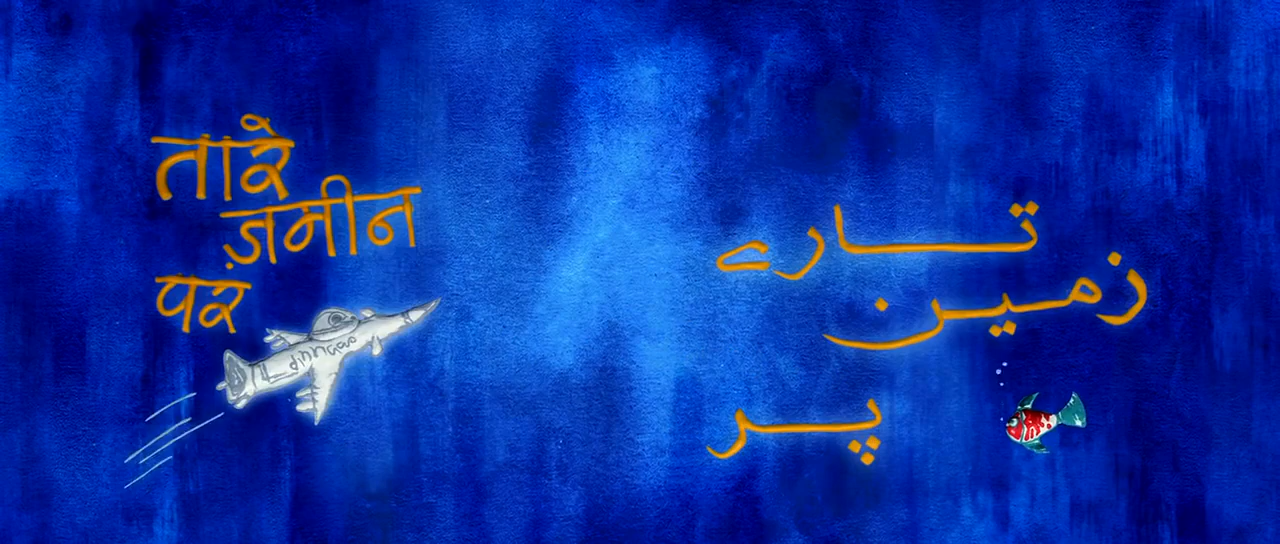 तारे
ज़मीन
पर
تارے
زمین
پر